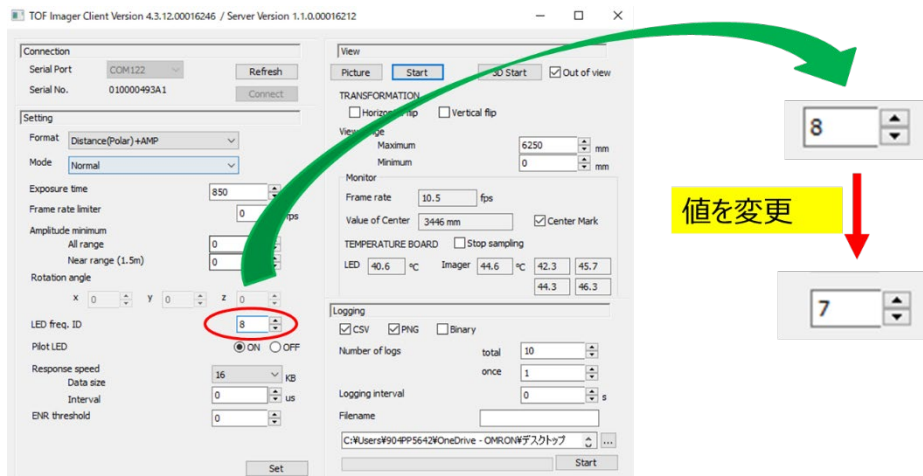 TOF Imager Client Version 4.3.12.00016246 / Server Version 1.1.0.00016212
Connection
Serial Port COM122 Refresh
Serial No. 010000493A1 Connect
Setting
Format Distance(Polar)+AMP
Mode Normal
Exposure time 850
Frame rate limiter 0 fps
Amplitude minimum
All range 0
Near range (1.5m) 0
Rotation angle
x 0 y 0 z 0
LED freq. ID 8
Pilot LED ON OFF
Response speed
Data size 16 KB
Interval 0 us
ENR threshold 0
Set
View
Picture Start 3D Start Out of view
TRANSFORMATION
Horizontal flip Vertical flip
Maximum 6250 mm
Minimum 0 mm
Monitor
Frame rate 10.5 fps
Value of Center 3446 mm Center Mark
TEMPERATURE BOARD Stop sampling
LED 40.6 ℃ Imager 44.6 ℃ 42.3 45.7
44.3 46.3
Logging
CSV PNG Binary
Number of logs total 10
once 1
Logging interval 0 s
Filename
C:¥Users¥904PP5642¥OneDrive - OMRON¥デスクトップ ...
Start
8
値を変更
7